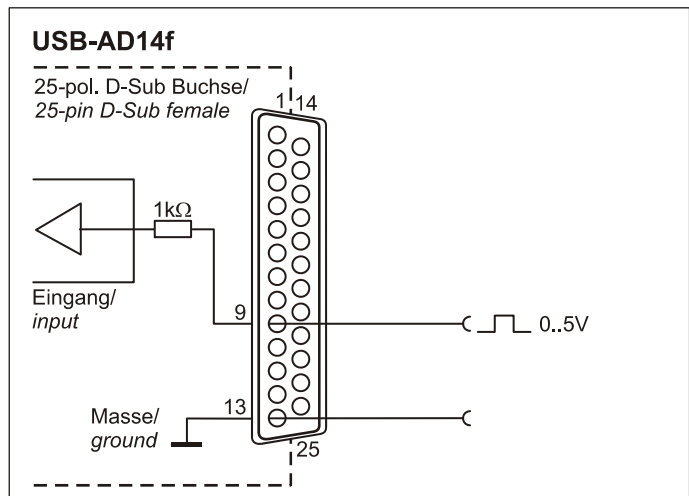 USB-AD14f
25-pol. D-Sub Buchse/
25-pin D-Sub female
1 14
1kΩ
Eingang/
input
9
0..5V
13
Masse/
ground
25